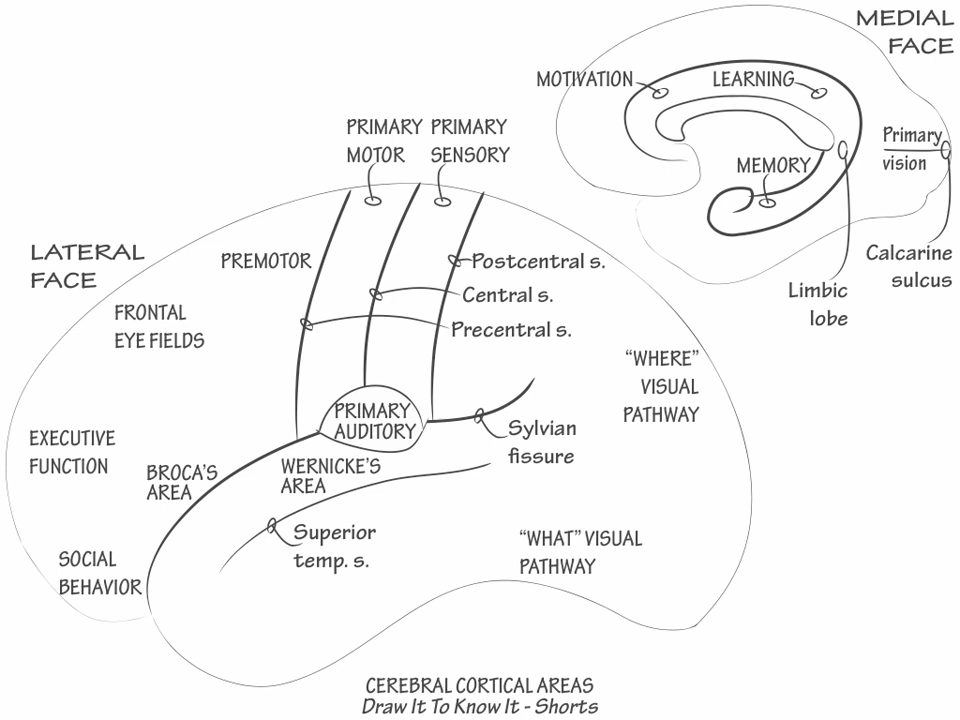 MEDIAL
FACE
MOTIVATION
LEARNING
Primary
vision
MEMORY
Calcarine
sulcus
Limbic
lobe
PRIMARY
MOTOR
PRIMARY
SENSORY
LATERAL
FACE
PREMOTOR
Postcentral s.
Central s.
Precentral s.
FRONTAL
EYE FIELDS
"WHERE"
VISUAL
PATHWAY
PRIMARY
AUDITORY
Sylvian
fissure
EXECUTIVE
FUNCTION
BROCA'S
AREA
WERNICKE'S
AREA
Superior
temp. s.
"WHAT" VISUAL
PATHWAY
SOCIAL
BEHAVIOR
CEREBRAL CORTICAL AREAS
Draw It To Know It - Shorts